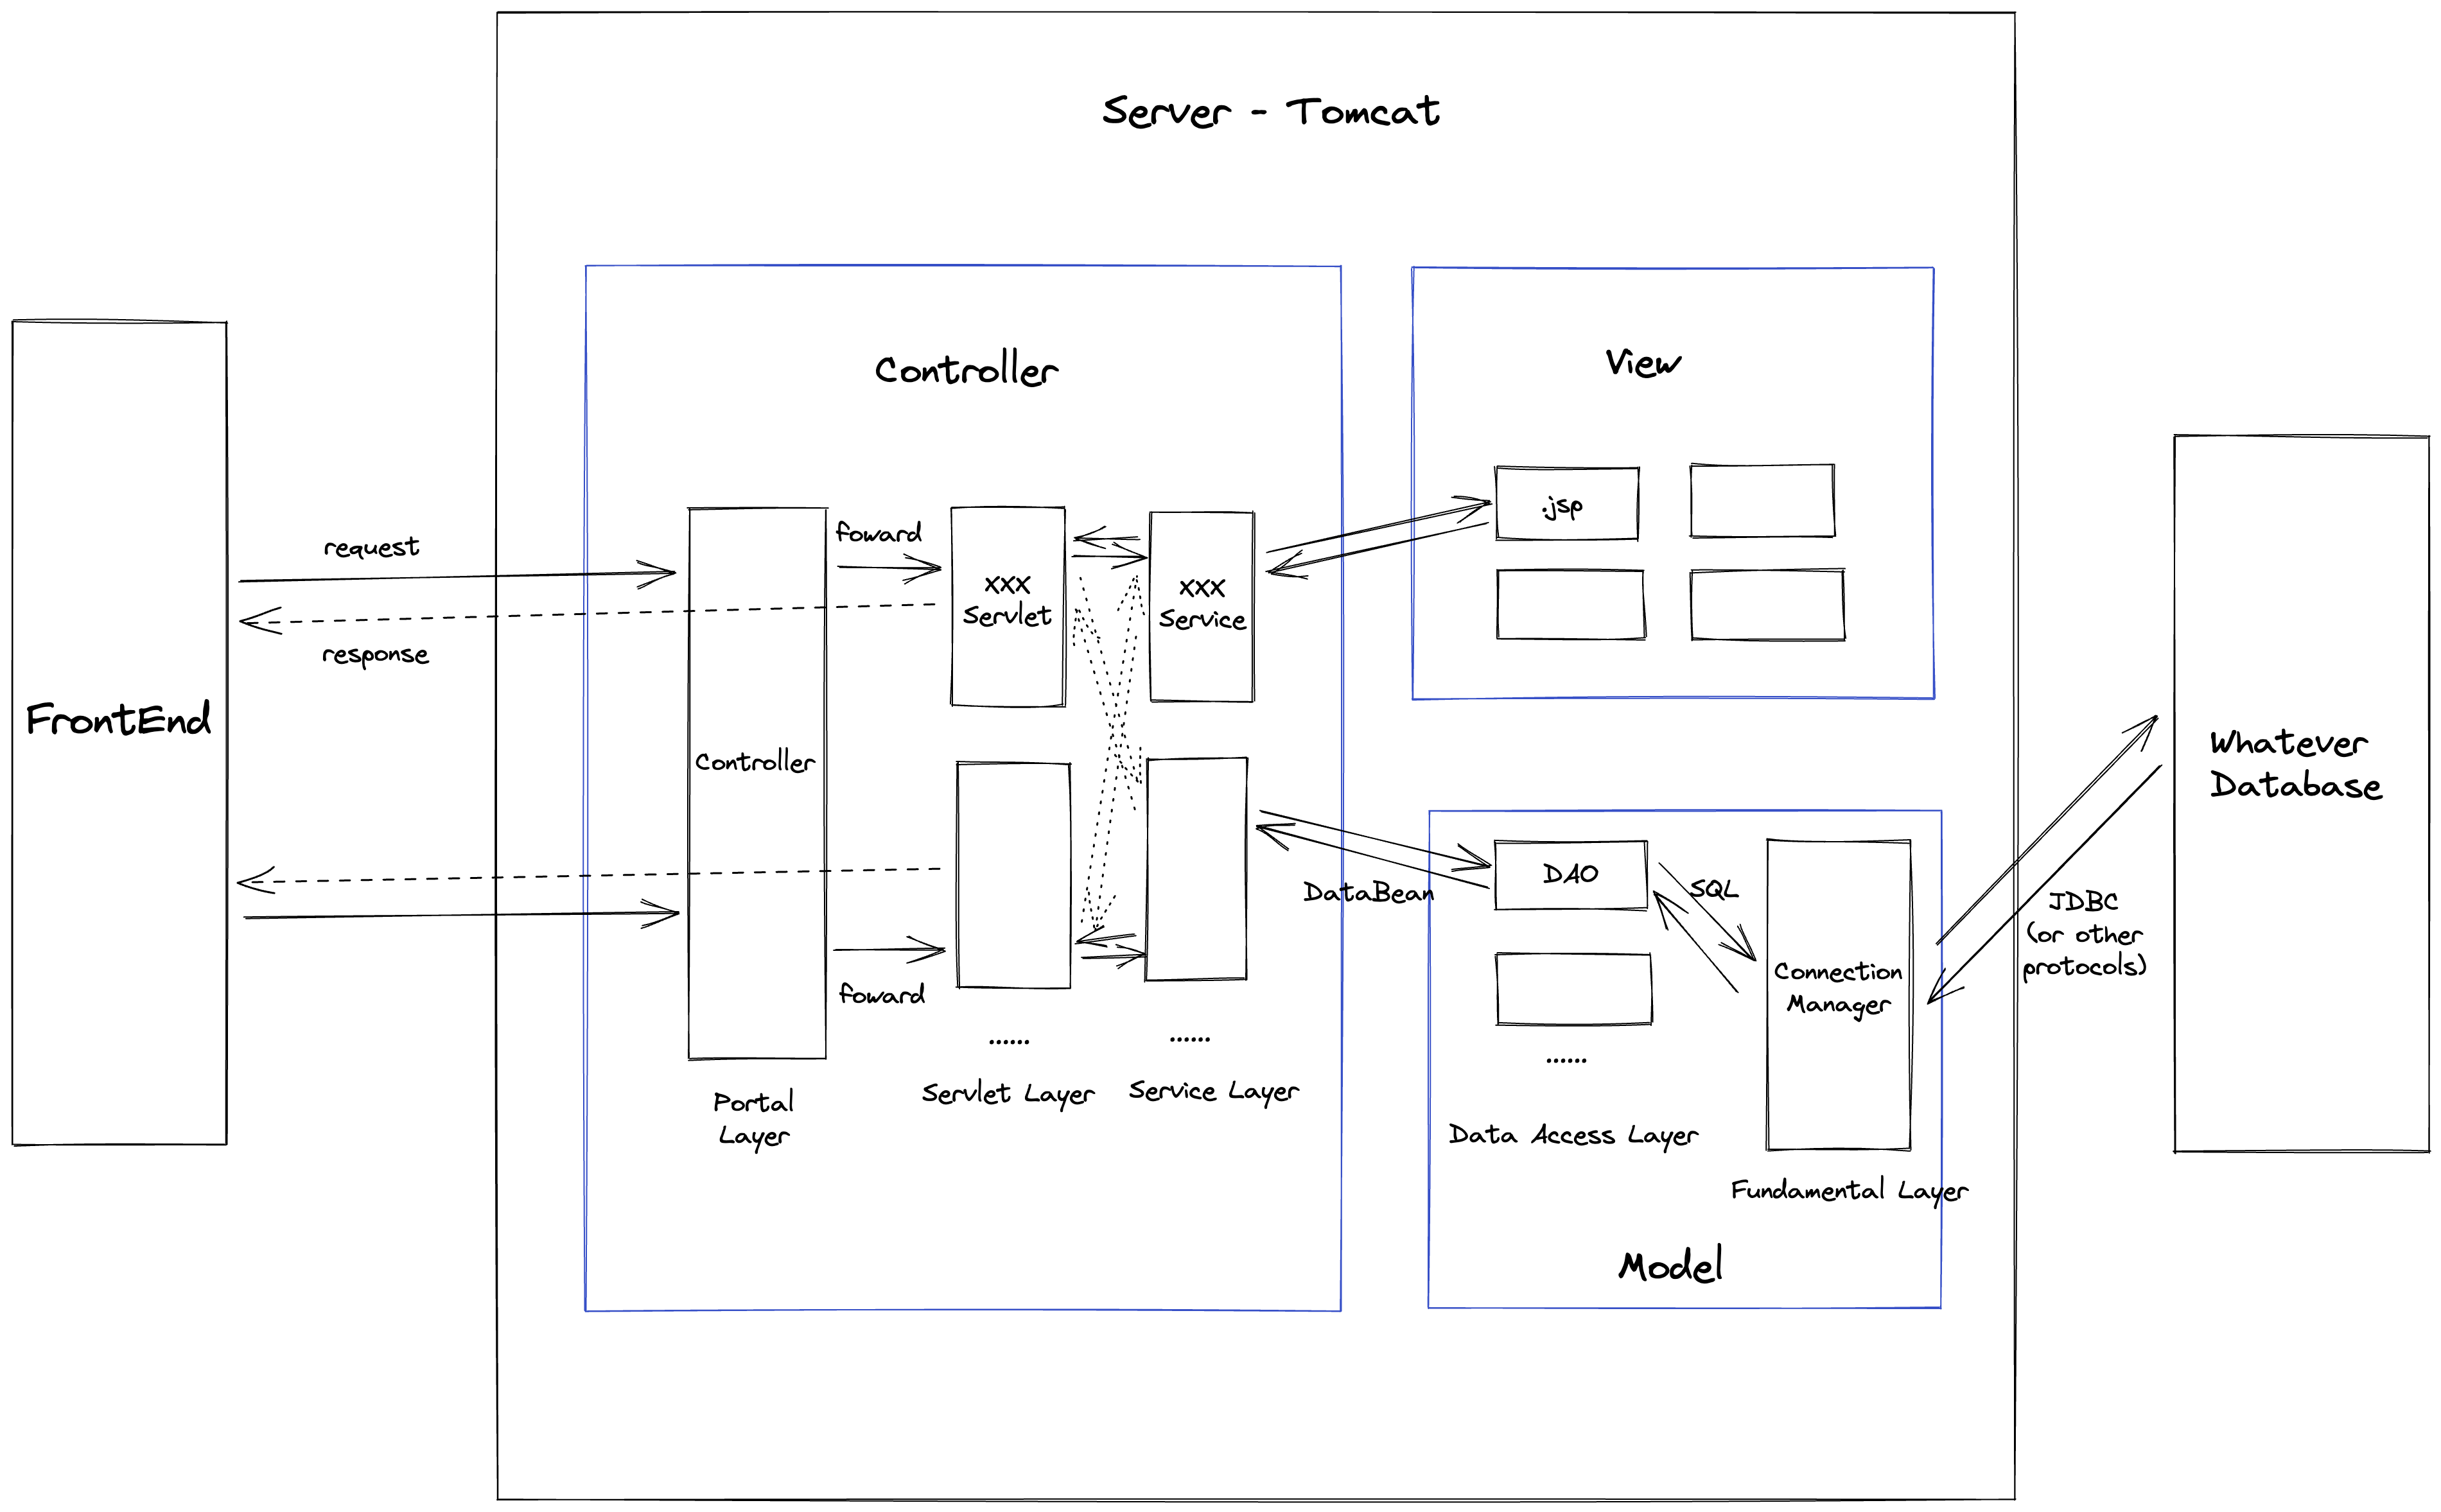 Server - Tomcat
Controller
View
FrontEnd
request
response
foward
xxx
Servlet
xxx
Service
.jsp
Controller
foward
......
......
Portal
Layer
Servlet Layer
Service Layer
DataBean
DAO
SQL
Connection
Manager
......
Data Access Layer
Fundamental Layer
Model
JDBC
(or other
protocols)
Whatever
Database